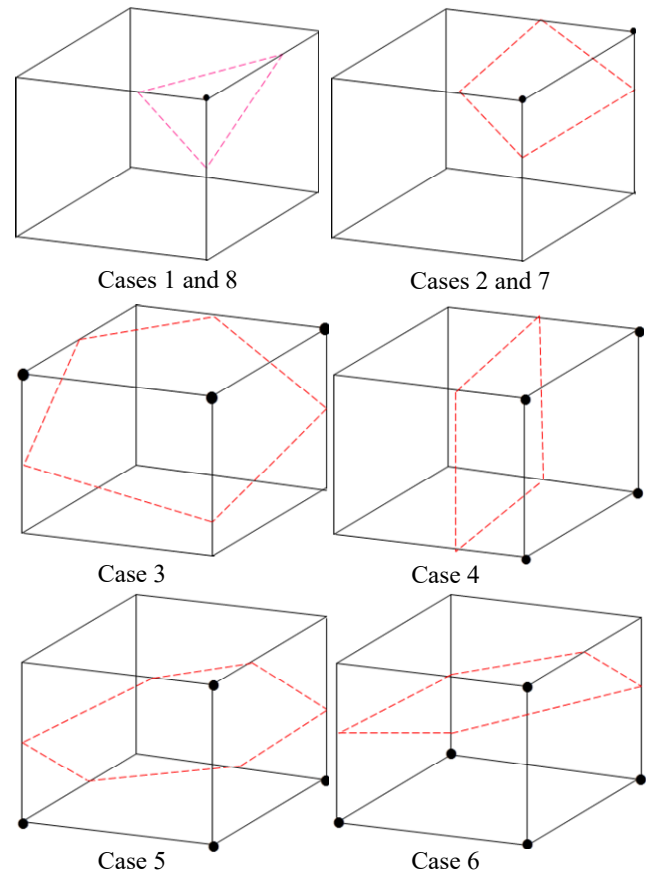 Cases 1 and 8
Cases 2 and 7
Case 3
Case 4
Case 5
Case 6